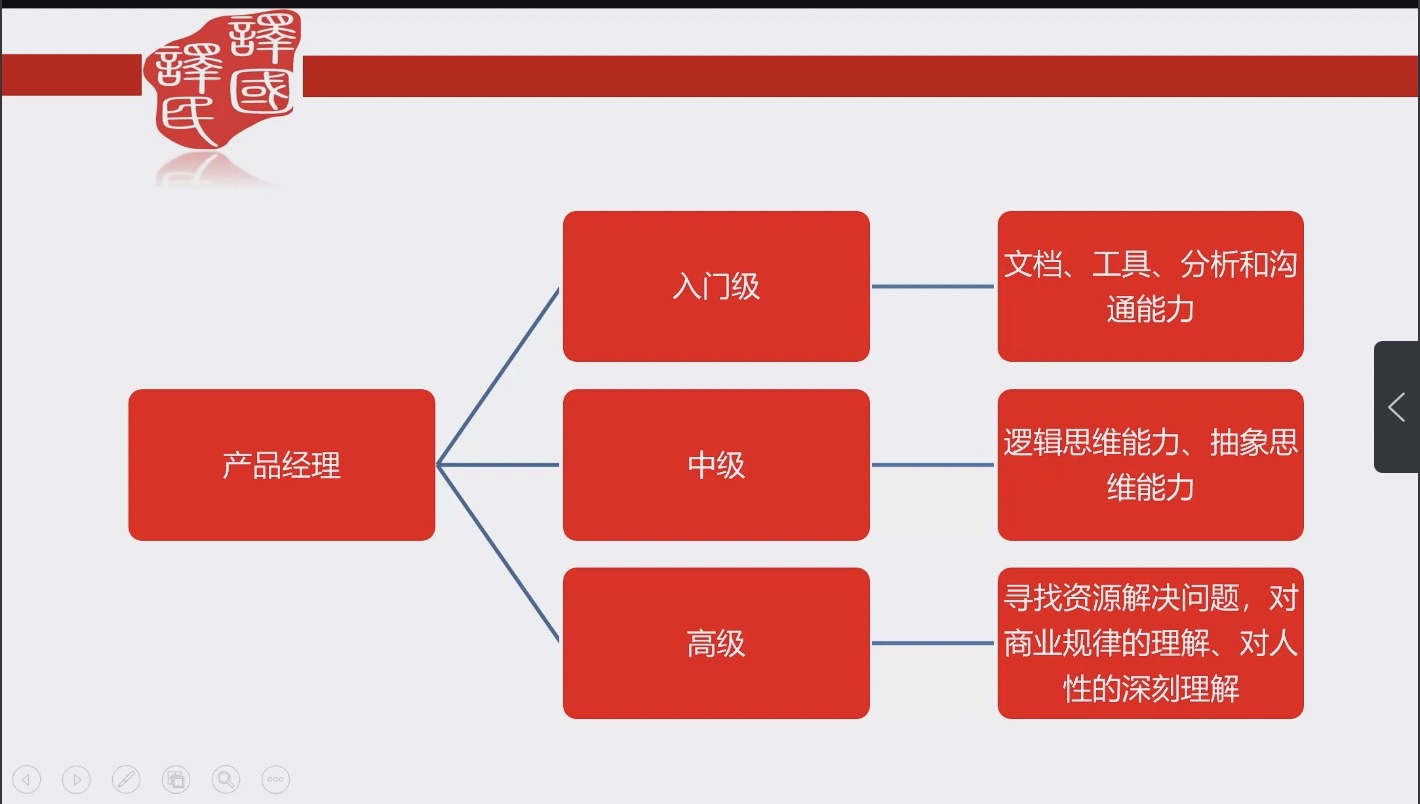 譯國
譯氏
产品经理
入门级
文档、工具、分析和沟
通能力
中级
逻辑思维能力、抽象思
维能力
高级
寻找资源解决问题，对
商业规律的理解、对人
性的深刻理解